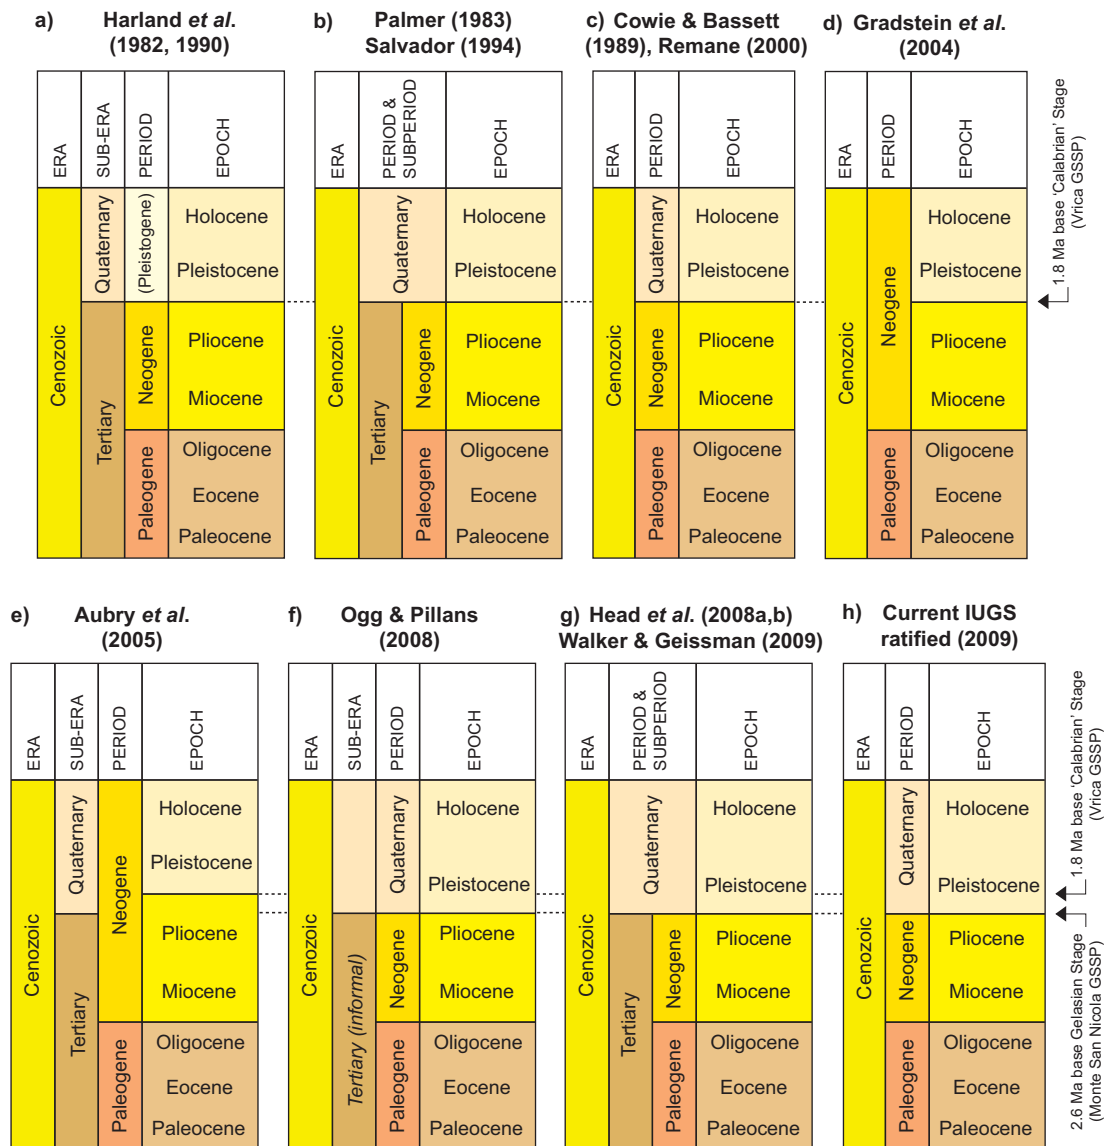 a) Harland et al.
(1982, 1990)
ERA
SUB-ERA
PERIOD
EPOCH
Cenozoic
Quaternary
Tertiary
(Pleistogene)
Neogene
Paleogene
Holocene
Pleistocene
Pliocene
Miocene
Oligocene
Eocene
Paleocene
b) Palmer (1983)
Salvador (1994)
ERA
PERIOD &
SUBPERIOD
EPOCH
Cenozoic
Quaternary
Tertiary
Neogene
Paleogene
Holocene
Pleistocene
Pliocene
Miocene
Oligocene
Eocene
Paleocene
c) Cowie & Bassett
(1989), Remane (2000)
ERA
PERIOD
EPOCH
Cenozoic
Quaternary
Neogene
Paleogene
Holocene
Pleistocene
Pliocene
Miocene
Oligocene
Eocene
Paleocene
d) Gradstein et al.
(2004)
ERA
PERIOD
EPOCH
Cenozoic
Neogene
Paleogene
Holocene
Pleistocene
Pliocene
Miocene
Oligocene
Eocene
Paleocene
1.8 Ma base ‘Calabrian’ Stage
(Vrica GSSP)
e) Aubry et al.
(2005)
ERA
SUB-ERA
PERIOD
EPOCH
Cenozoic
Quaternary
Tertiary
Neogene
Paleogene
Holocene
Pleistocene
Pliocene
Miocene
Oligocene
Eocene
Paleocene
f) Ogg & Pillans
(2008)
ERA
SUB-ERA
PERIOD
EPOCH
Cenozoic
Tertiary (informal)
Quaternary
Neogene
Paleogene
Holocene
Pleistocene
Pliocene
Miocene
Oligocene
Eocene
Paleocene
g) Head et al. (2008a,b)
Walker & Geissman (2009)
ERA
PERIOD &
SUBPERIOD
EPOCH
Cenozoic
Quaternary
Tertiary
Neogene
Paleogene
Holocene
Pleistocene
Pliocene
Miocene
Oligocene
Eocene
Paleocene
h) Current IUGS
ratified (2009)
ERA
PERIOD
EPOCH
Cenozoic
Quaternary
Neogene
Paleogene
Holocene
Pleistocene
Pliocene
Miocene
Oligocene
Eocene
Paleocene
1.8 Ma base ‘Calabrian’ Stage
(Vrica GSSP)
2.6 Ma base Gelasian Stage
(Monte San Nicola GSSP)